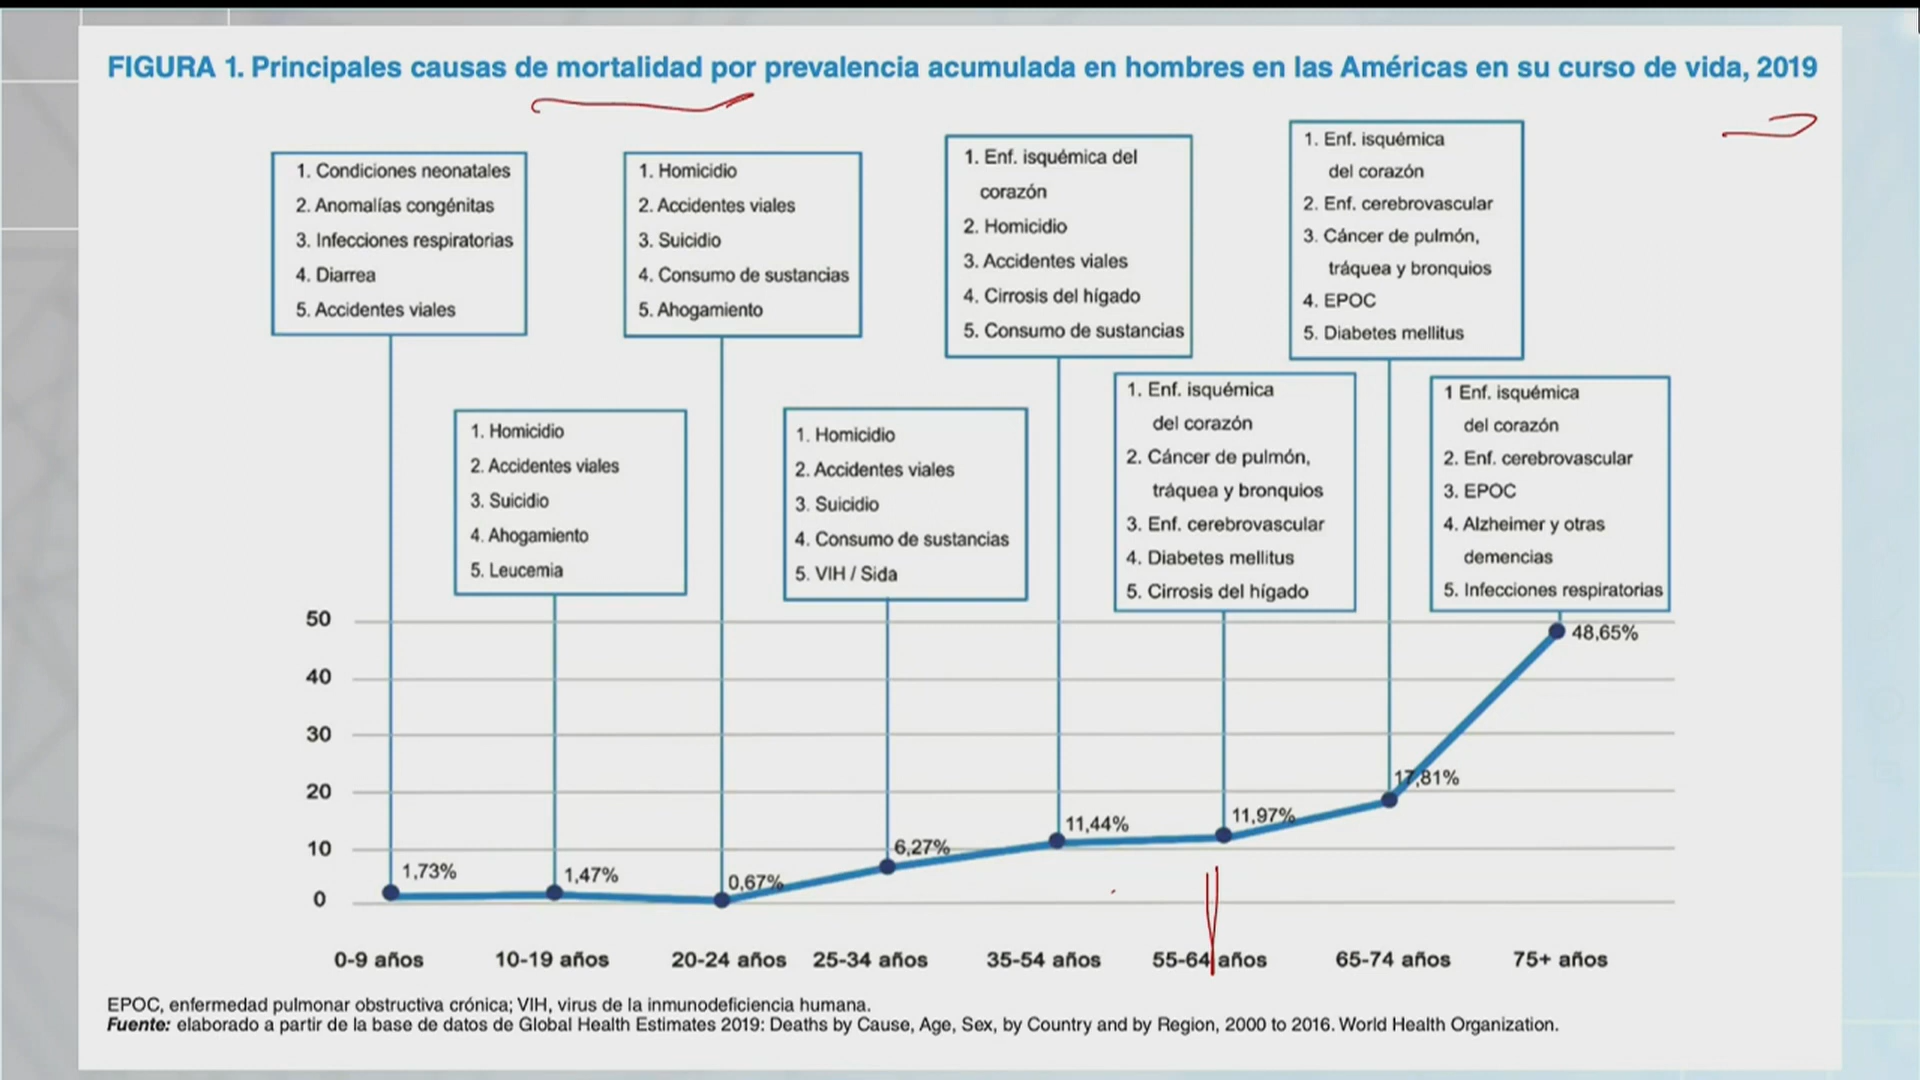 FIGURA 1. Principales causas de mortalidad por prevalencia acumulada en hombres en las Américas en su curso de vida, 2019
1. Condiciones neonatales
2. Anomalías congénitas
3. Infecciones respiratorias
4. Diarrea
5. Accidentes viales
1. Homicidio
2. Accidentes viales
3. Suicidio
4. Consumo de sustancias
5. Ahogamiento
1. Enf. isquémica del
corazón
2. Homicidio
3. Accidentes viales
4. Cirrosis del hígado
5. Consumo de sustancias
1. Enf. isquémica
del corazón
2. Enf. cerebrovascular
3. Cáncer de pulmón,
tráquea y bronquios
4. EPOC
5. Diabetes mellitus
1. Homicidio
2. Accidentes viales
3. Suicidio
4. Ahogamiento
5. Leucemia
1. Homicidio
2. Accidentes viales
3. Suicidio
4. Consumo de sustancias
5. VIH / Sida
1. Enf. isquémica
del corazón
2. Cáncer de pulmón,
tráquea y bronquios
3. Enf. cerebrovascular
4. Diabetes mellitus
5. Cirrosis del hígado
1 Enf. isquémica
del corazón
2. Enf. cerebrovascular
3. EPOC
4. Alzheimer y otras
demencias
5. Infecciones respiratorias
50
40
30
20
10
0
1,73%
1,47%
0,67%
6,27%
11,44%
11,97%
17,81%
48,65%
0-9 años
10-19 años
20-24 años
25-34 años
35-54 años
55-64 años
65-74 años
75+ años
EPOC, enfermedad pulmonar obstructiva crónica; VIH, virus de la inmunodeficiencia humana.
Fuente: elaborado a partir de la base de datos de Global Health Estimates 2019: Deaths by Cause, Age, Sex, by Country and by Region, 2000 to 2016. World Health Organization.